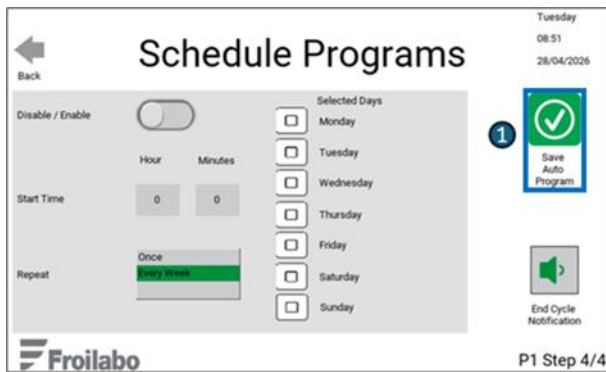 Tuesday
08:51
28/04/2026
Schedule Programs
Back
Disable / Enable
Selected Days
Monday
Tuesday
Wednesday
Thursday
Friday
Saturday
Sunday
Hour
Minutes
Start Time
0
0
Repeat
Once
Every Week
1
Save
Auto
Program
End Cycle
Notification
Froilabo
P1 Step 4/4